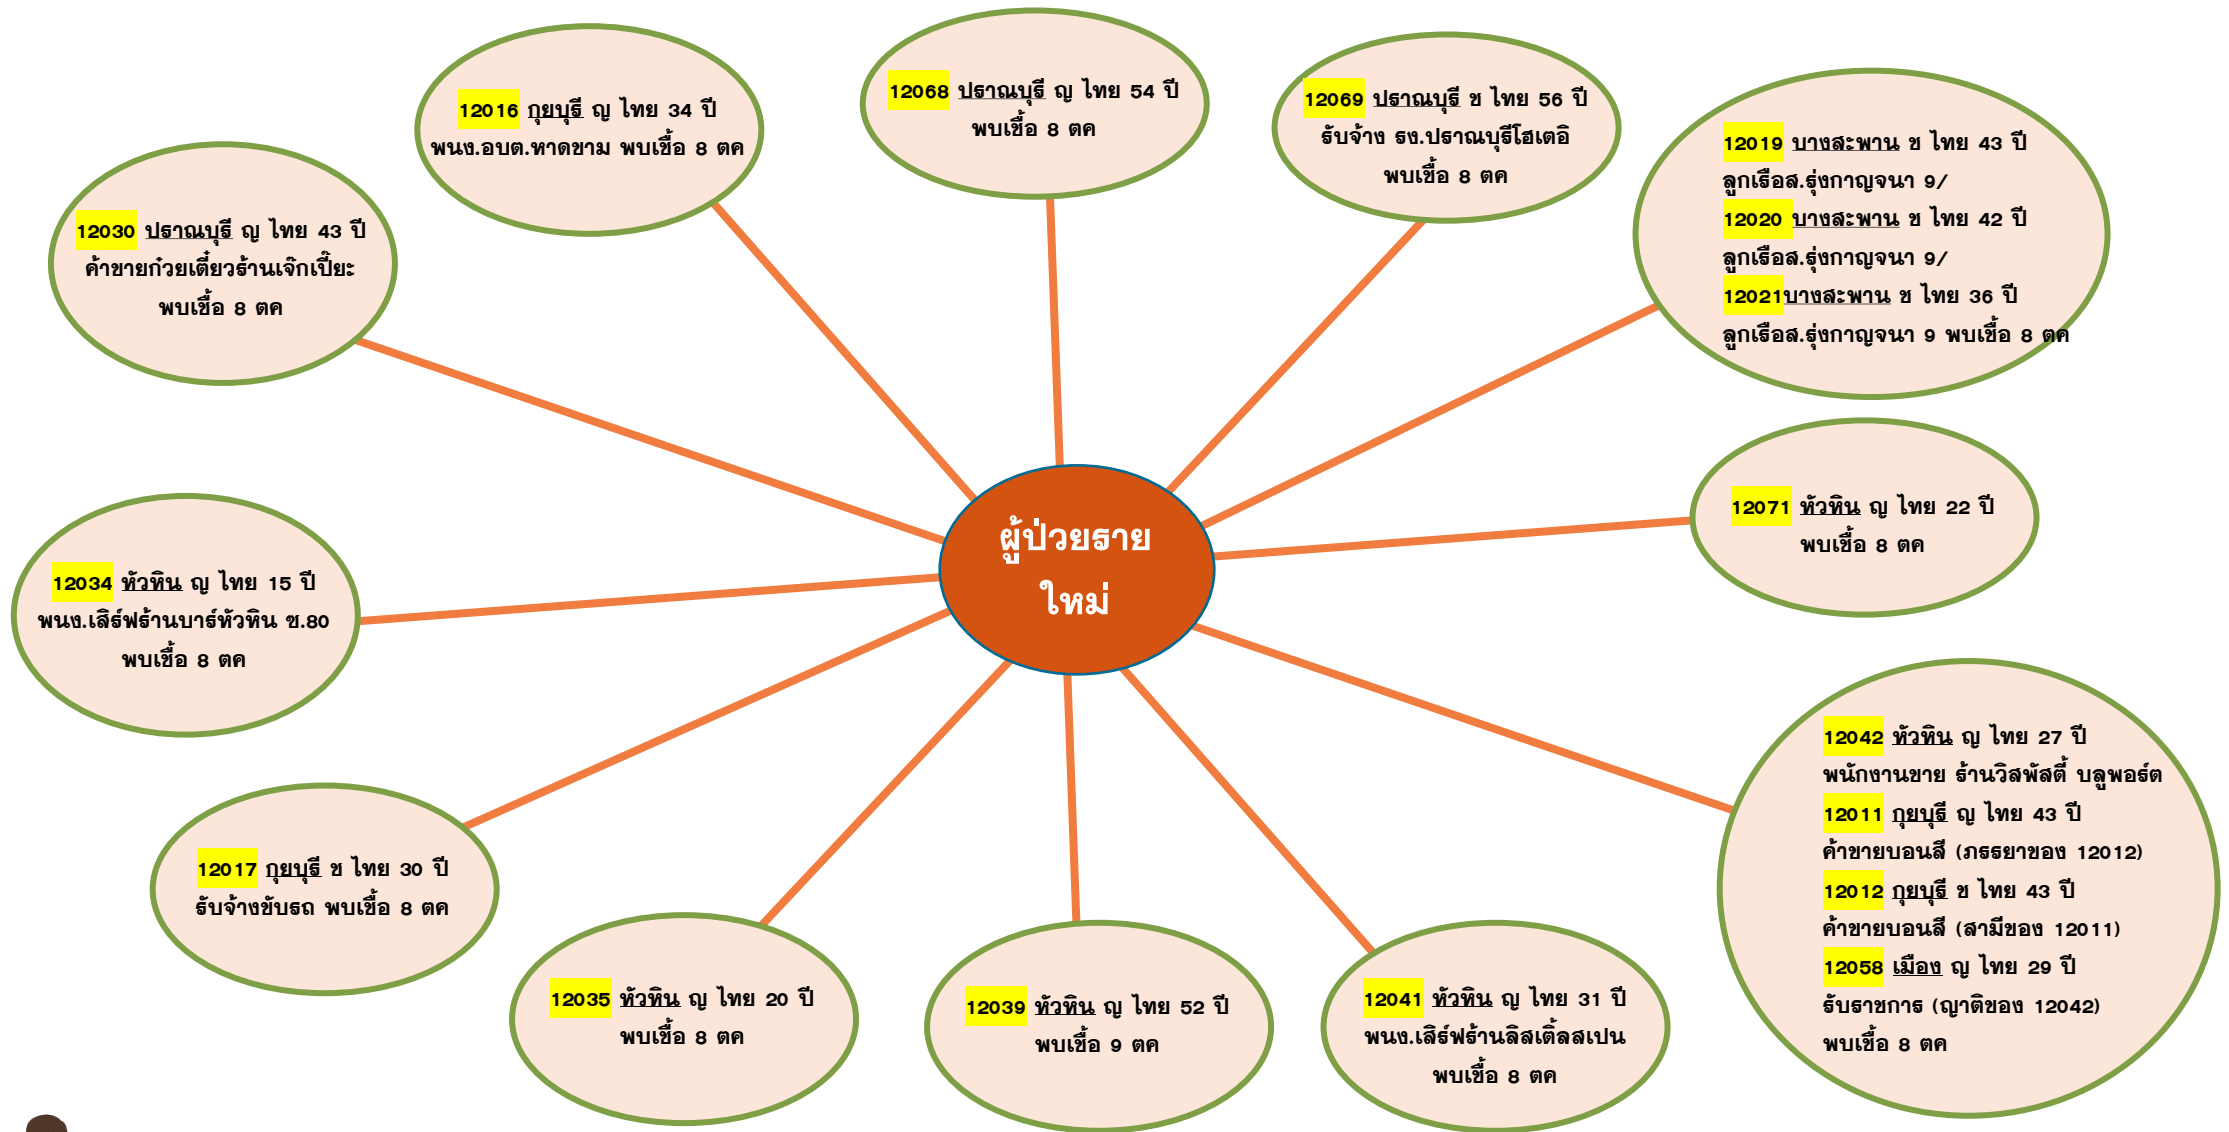 12016 กุยบุรี ญ ไทย 34 ปี
พนง.อบต.หาดขาม พบเชื้อ 8 ตค
12068 ปราณบุรี ญ ไทย 54 ปี
พบเชื้อ 8 ตค
12069 ปราณบุรี ช ไทย 56 ปี
รับจ้าง รง.ปราณบุรีโฮเตอิ
พบเชื้อ 8 ตค
12019 บางสะพาน ช ไทย 43 ปี
ลูกเรือส.รุ่งกาญจนา 9/
12020 บางสะพาน ช ไทย 42 ปี
ลูกเรือส.รุ่งกาญจนา 9/
12021บางสะพาน ช ไทย 36 ปี
ลูกเรือส.รุ่งกาญจนา 9 พบเชื้อ 8 ตค
12030 ปราณบุรี ญ ไทย 43 ปี
ค้าขายก๋วยเตี๋ยวร้านเจ๊กเปี๊ยะ
พบเชื้อ 8 ตค
12071 หัวหิน ญ ไทย 22 ปี
พบเชื้อ 8 ตค
ผู้ป่วยราย
ใหม่
12034 หัวหิน ญ ไทย 15 ปี
พนง.เสิร์ฟร้านบาร์หัวหิน ซ.80
พบเชื้อ 8 ตค
12042 หัวหิน ญ ไทย 27 ปี
พนักงานขาย ร้านวิสพัสตี้ บลูพอร์ต
12011 กุยบุรี ญ ไทย 43 ปี
ค้าขายบอนสี (ภรรยาของ 12012)
12012 กุยบุรี ช ไทย 43 ปี
ค้าขายบอนสี (สามีของ 12011)
12058 เมือง ญ ไทย 29 ปี
รับราชการ (ญาติของ 12042)
พบเชื้อ 8 ตค
12017 กุยบุรี ช ไทย 30 ปี
รับจ้างขับรถ พบเชื้อ 8 ตค
12035 หัวหิน ญ ไทย 20 ปี
พบเชื้อ 8 ตค
12039 หัวหิน ญ ไทย 52 ปี
พบเชื้อ 9 ตค
12041 หัวหิน ญ ไทย 31 ปี
พนง.เสิร์ฟร้านลิสเติ้ลสเปน
พบเชื้อ 8 ตค